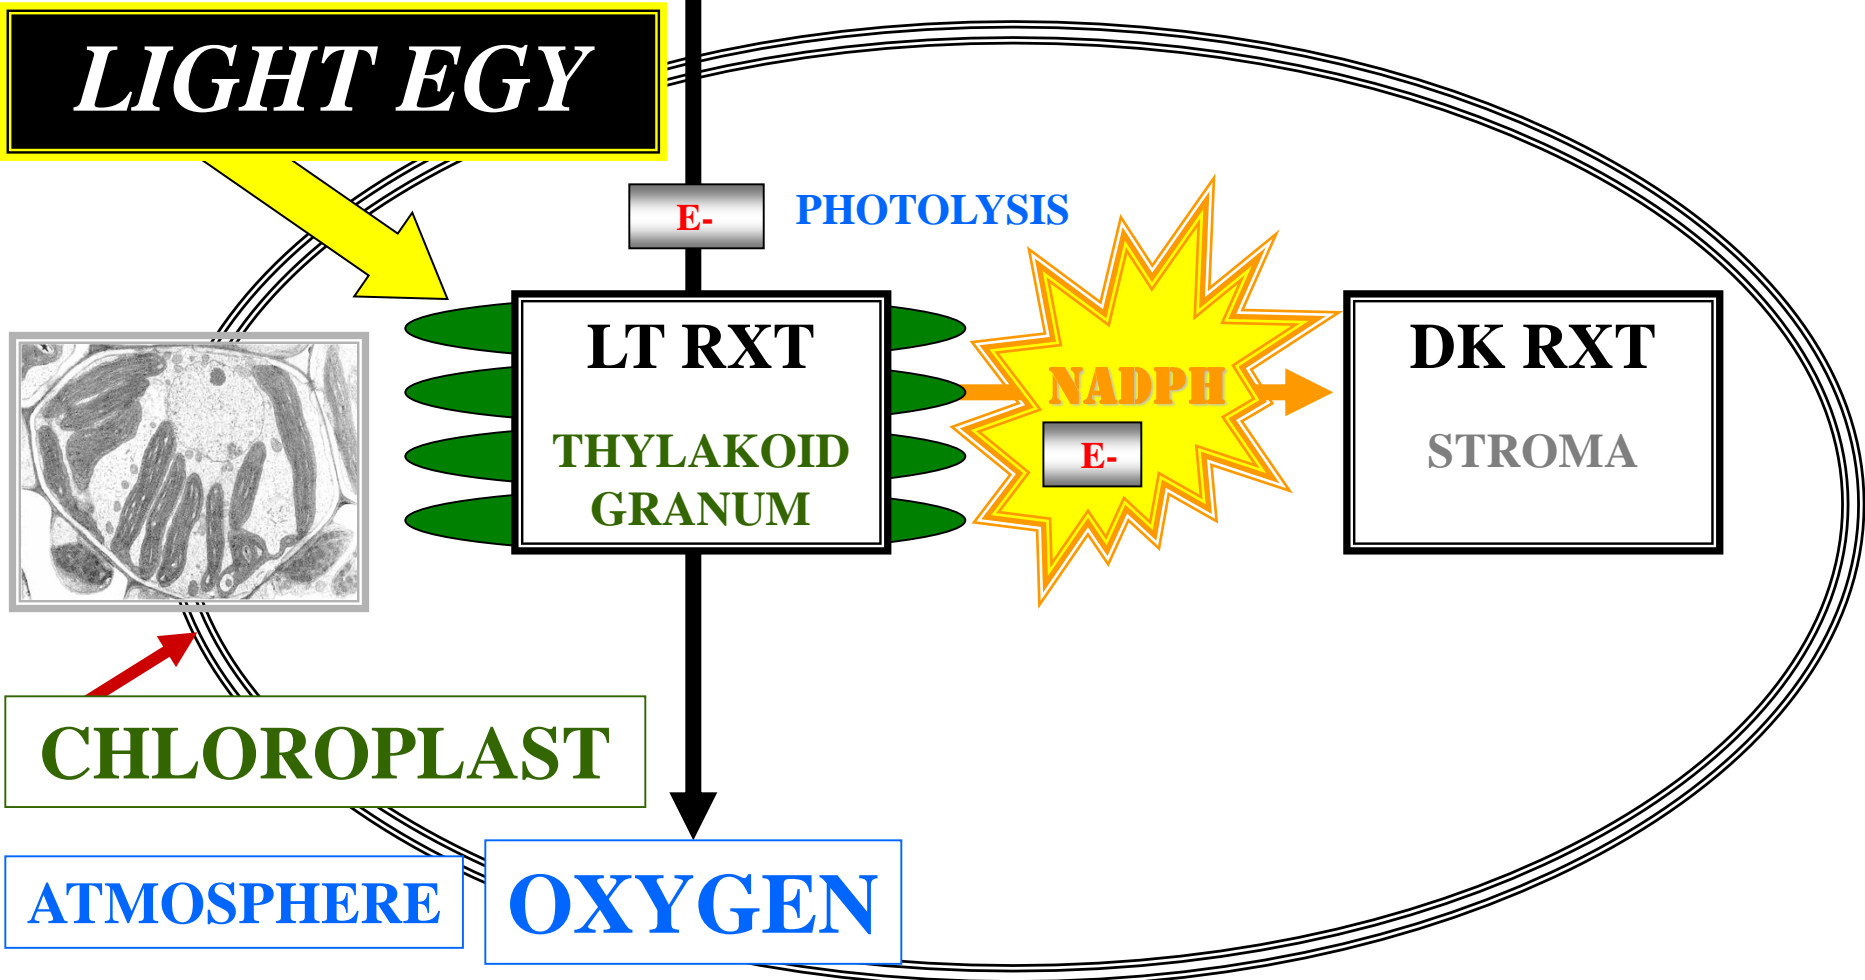 LIGHT EGY
E-
PHOTOLYSIS
LT RXT
THYLAKOID
GRANUM
NADPH
E-
DK RXT
STROMA
CHLOROPLAST
ATMOSPHERE
OXYGEN